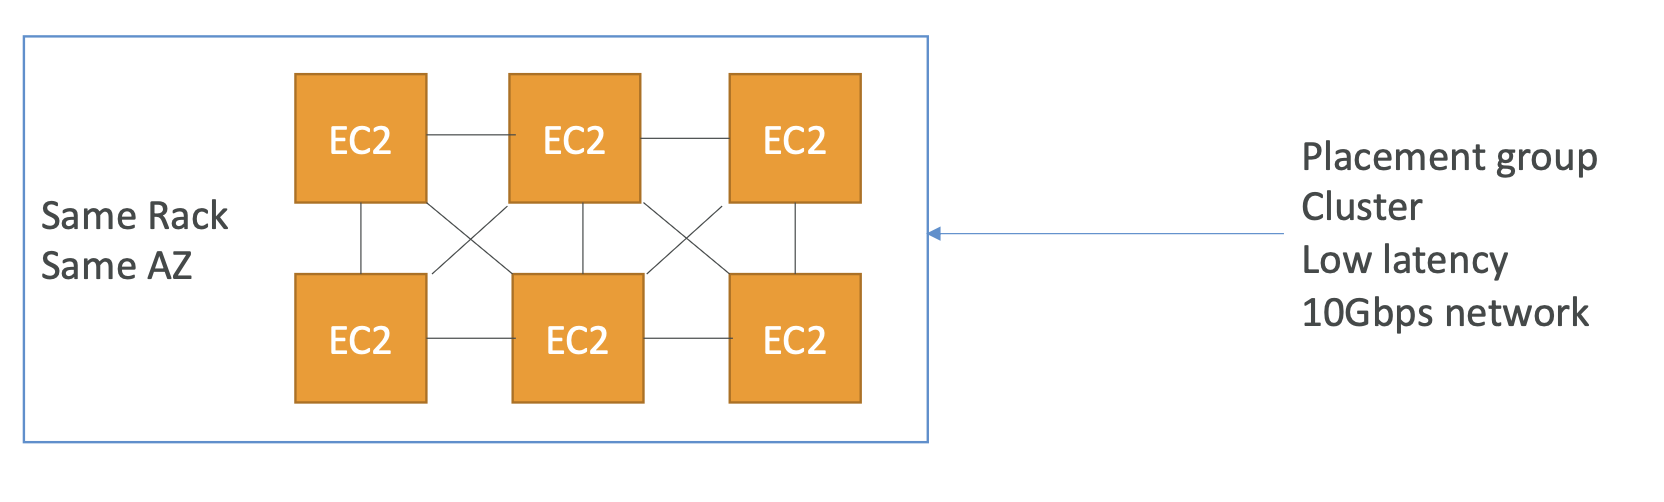 EC2 EC2 EC2
Same Rack
Same AZ
EC2 EC2 EC2
Placement group
Cluster
Low latency
10Gbps network